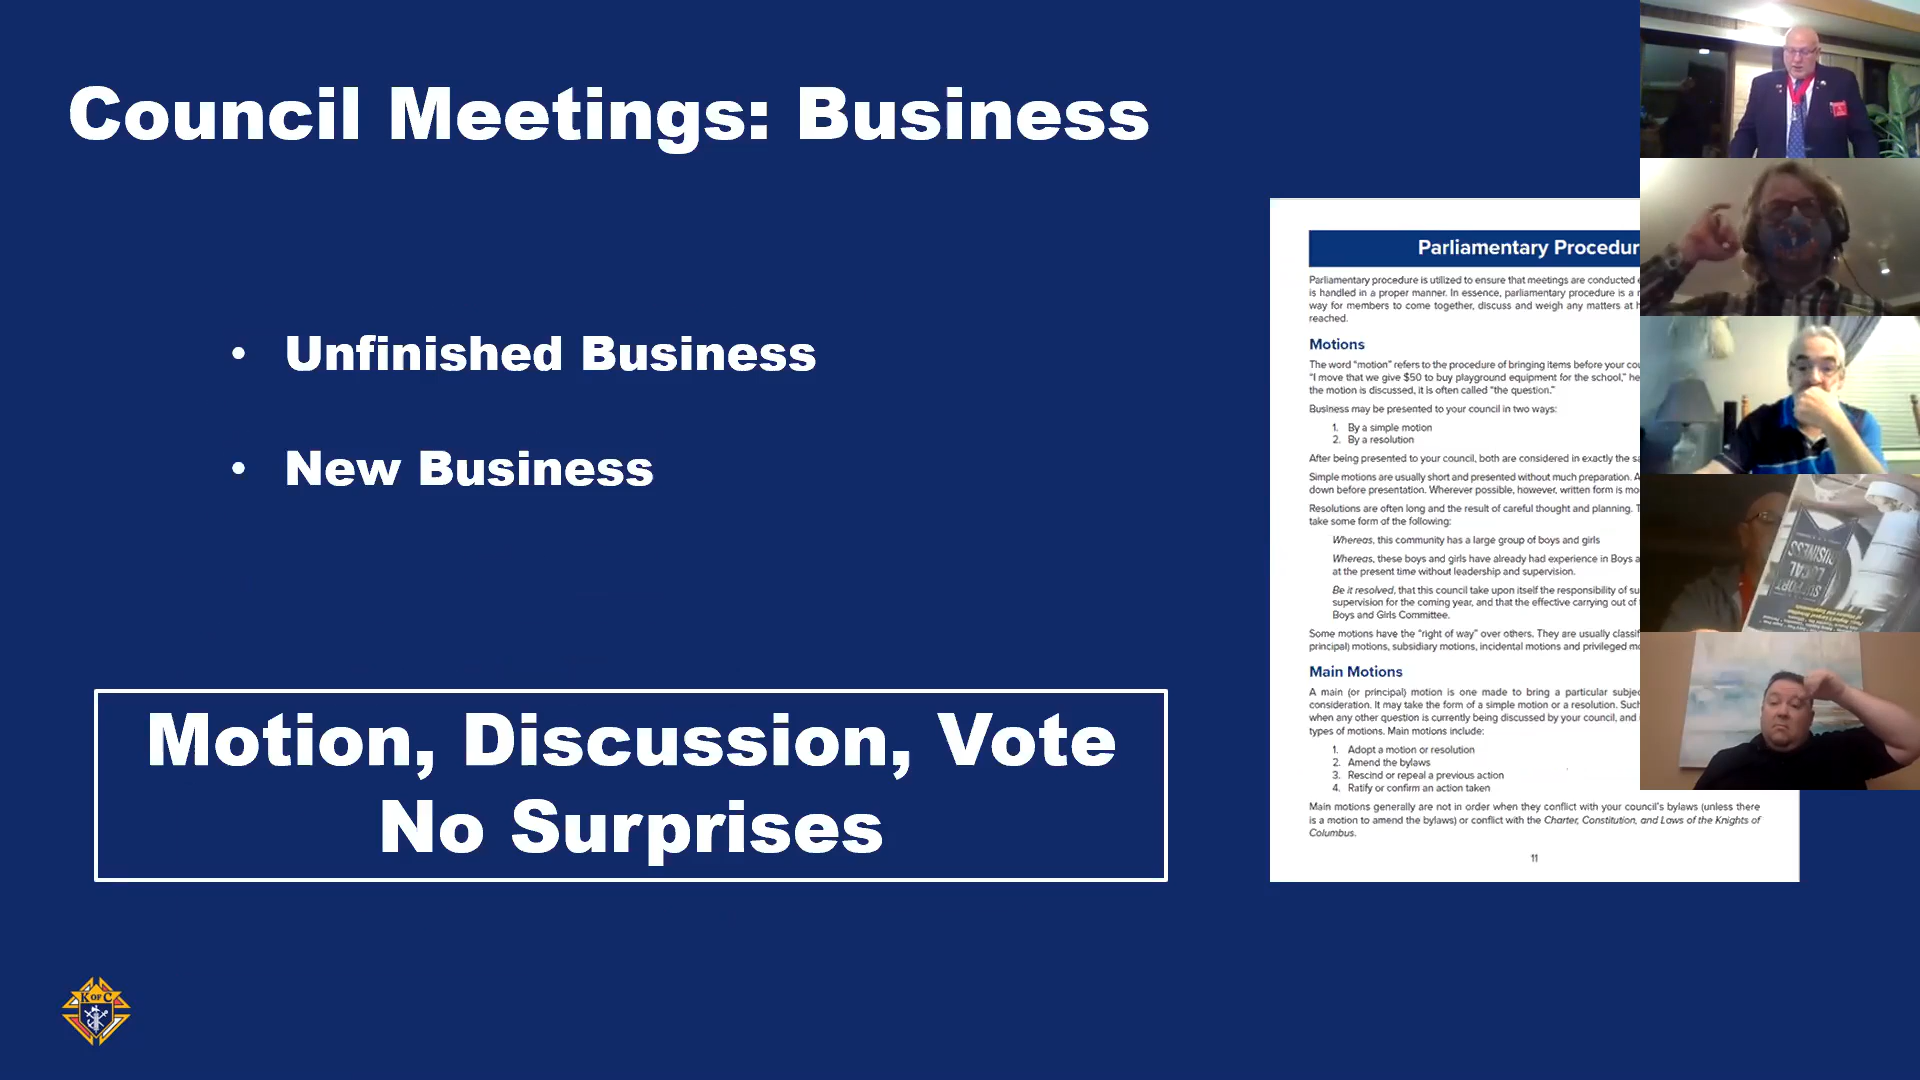 Council Meetings: Business
• Unfinished Business
• New Business
Motion, Discussion, Vote
No Surprises
K OF C
Parliamentary Procedur
Parliamentary procedure is utilized to ensure that meetings are conducted
is handled in a proper manner. In essence, parliamentary procedure is a
way for members to come together, discuss and weigh any matters at
reached.
Motions
The word “motion” refers to the procedure of bringing items before your
“I move that we give $50 to buy playground equipment for the school,”
the motion is discussed, it is often called “the question.”
Business may be presented to your council in two ways:
1. By a simple motion
2. By a resolution
After being presented to your council, both are considered in exactly the
Simple motions are usually short and presented without much preparation.
down before presentation. Wherever possible, however, written form is
Resolutions are often long and the result of careful thought and planning.
take some form of the following:
Whereas, this community has a large group of boys and girls
Whereas, these boys and girls have already had experience in Boys
at the present time without leadership and supervision.
Be it resolved, that this council take upon itself the responsibility of
supervision for the coming year, and that the effective carrying out of
Boys and Girls Committee.
Some motions have the “right of way” over others. They are usually
principal) motions, subsidiary motions, incidental motions and privileged
Main Motions
A main (or principal) motion is one made to bring a particular
consideration. It may take the form of a simple motion or a resolution.
when any other question is currently being discussed by your council, and
types of motions. Main motions include:
1. Adopt a motion or resolution
2. Amend the bylaws
3. Rescind or repeal a previous action
4. Ratify or confirm an action taken
Main motions generally are not in order when they conflict with your council’s bylaws (unless there
is a motion to amend the bylaws) or conflict with the Charter, Constitution, and Laws of the Knights of
Columbus.
11
SUPPORT
LOCAL
BUSINESS